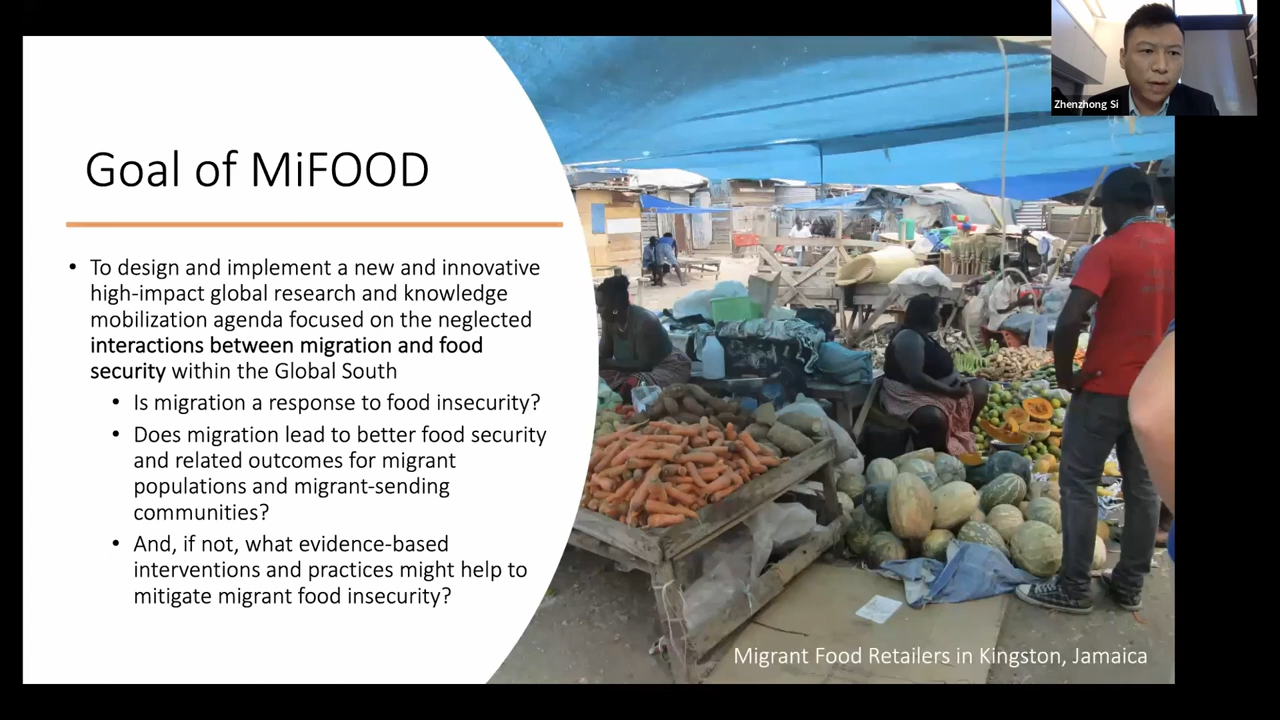 Zhenzhong Si
Goal of MiFOOD
• To design and implement a new and innovative
high-impact global research and knowledge
mobilization agenda focused on the neglected
interactions between migration and food
security within the Global South
• Is migration a response to food insecurity?
• Does migration lead to better food security
and related outcomes for migrant
populations and migrant-sending
communities?
• And, if not, what evidence-based
interventions and practices might help to
mitigate migrant food insecurity?
Migrant Food Retailers in Kingston, Jamaica